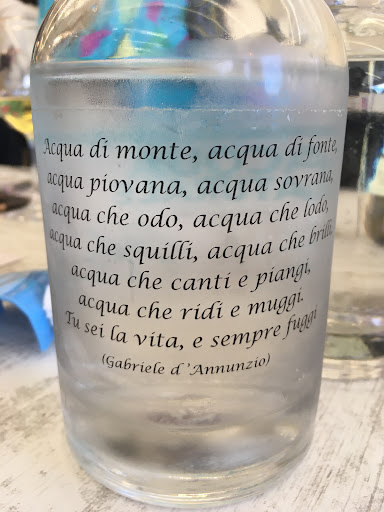 Acqua di monte, acqua di fonte,
acqua piovana, acqua sovrana,
acqua che odo, acqua che lodo,
acqua che squilli, acqua che brilli,
acqua che canti e piangi,
acqua che ridi e muggi.
Tu sei la vita, e sempre fuggi
(Gabriele d''Annunzio)